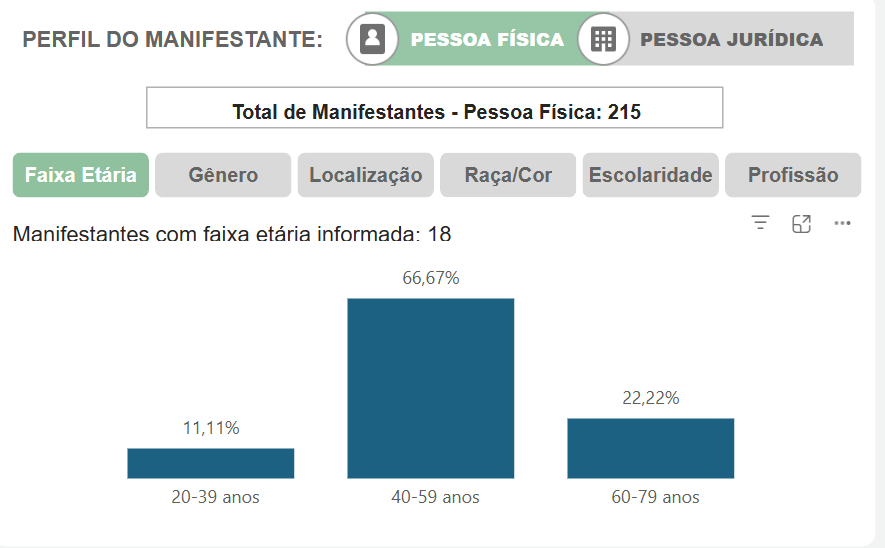 PERFIL DO MANIFESTANTE:
PESSOA FÍSICA
PESSOA JURÍDICA
Total de Manifestantes - Pessoa Física: 215
Faixa Etária
Gênero
Localização
Raça/Cor
Escolaridade
Profissão
Manifestantes com faixa etária informada: 18
66,67%
22,22%
11,11%
20-39 anos
40-59 anos
60-79 anos